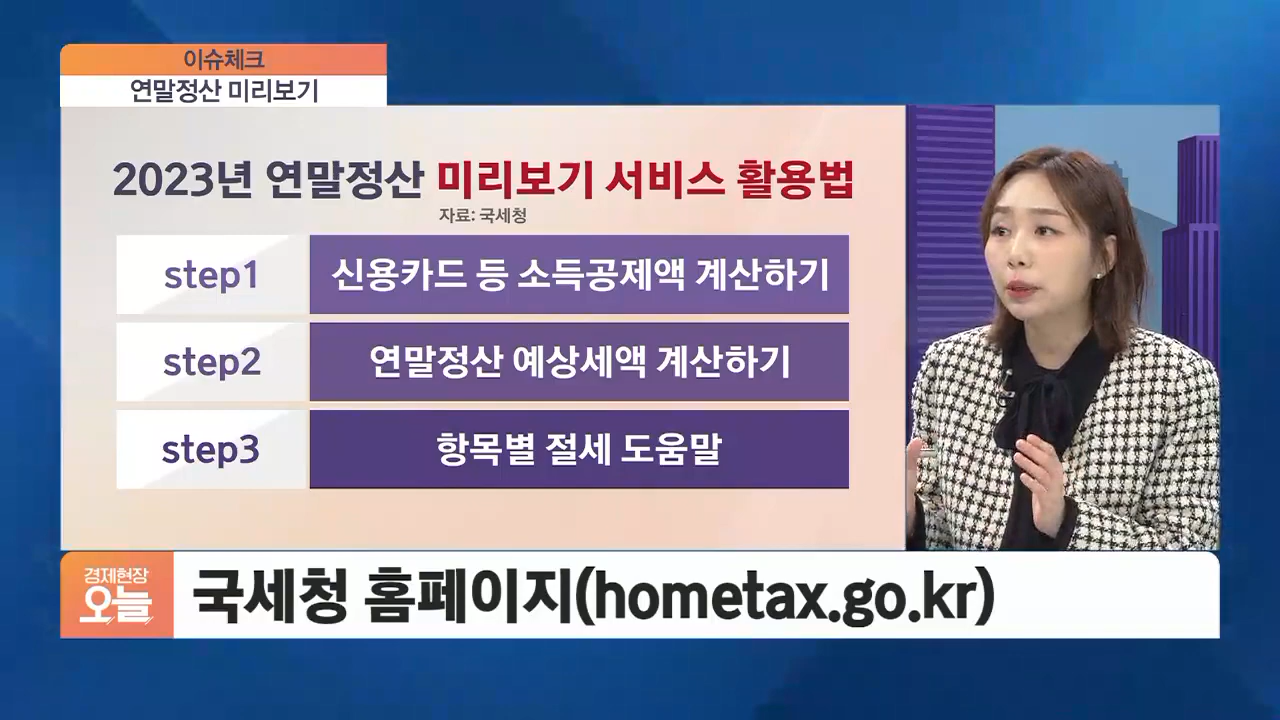 이슈체크
연말정산 미리보기
2023년 연말정산 미리보기 서비스 활용법
자료: 국세청
step1 신용카드 등 소득공제액 계산하기
step2 연말정산 예상세액 계산하기
step3 항목별 절세 도움말
경제현장
오늘
국세청 홈페이지(hometax.go.kr)